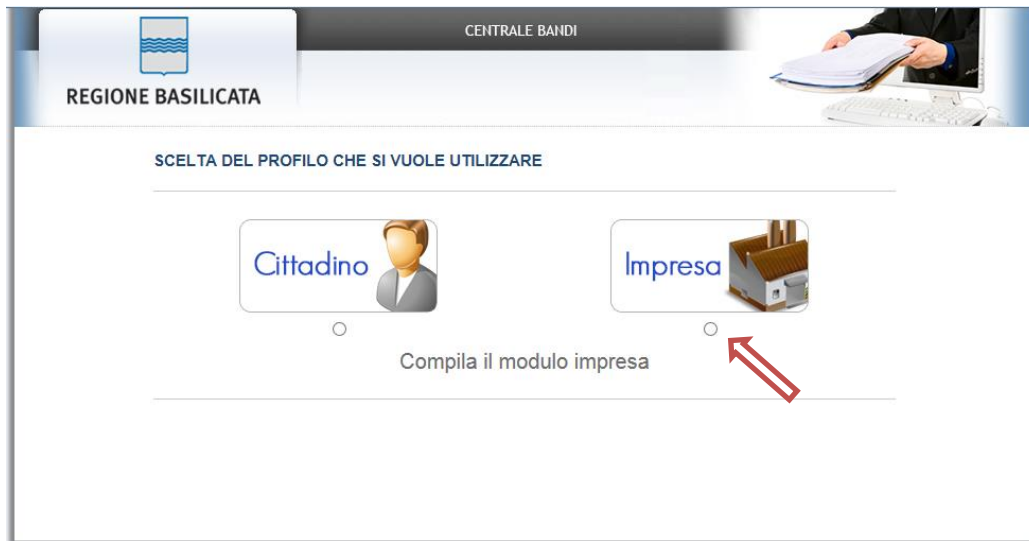 CENTRALE BANDI
REGIONE BASILICATA
SCELTA DEL PROFILO CHE SI VUOLE UTILIZZARE
Cittadino
Impresa
Compila il modulo impresa